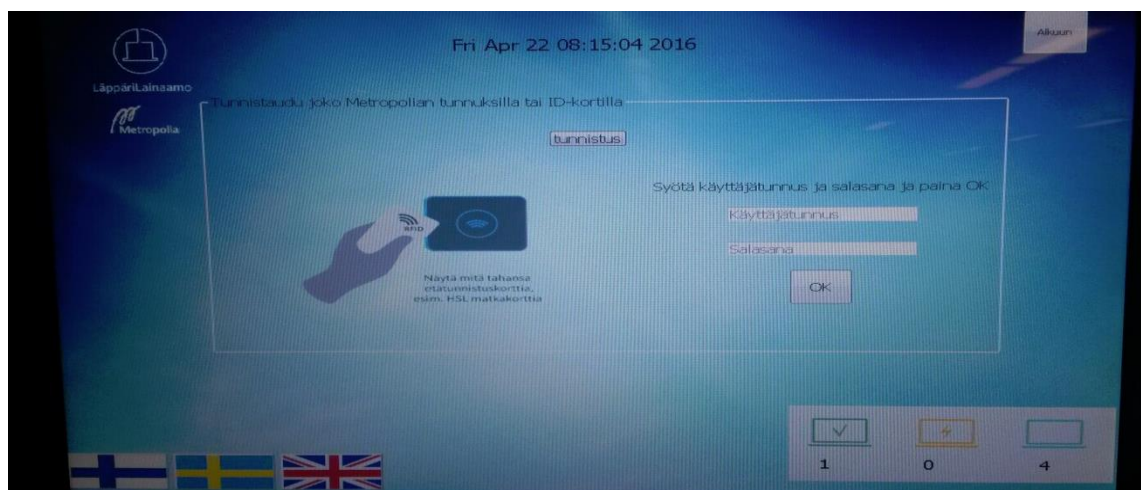 Fri Apr 22 08:15:04 2016
Alkuun
LäppäriLainaamo
Metropolia
Tunnistaudu joko Metropolian tunnuksilla tai ID-kortilla
tunnistus
Syötä käyttäjätunnus ja salasana ja paina OK
Käyttäjätunnus
RFID
Salasana
Näytä mitä tahansa
etätunnistuskorttia,
esim. HSL matkakorttia
OK
1 0 4